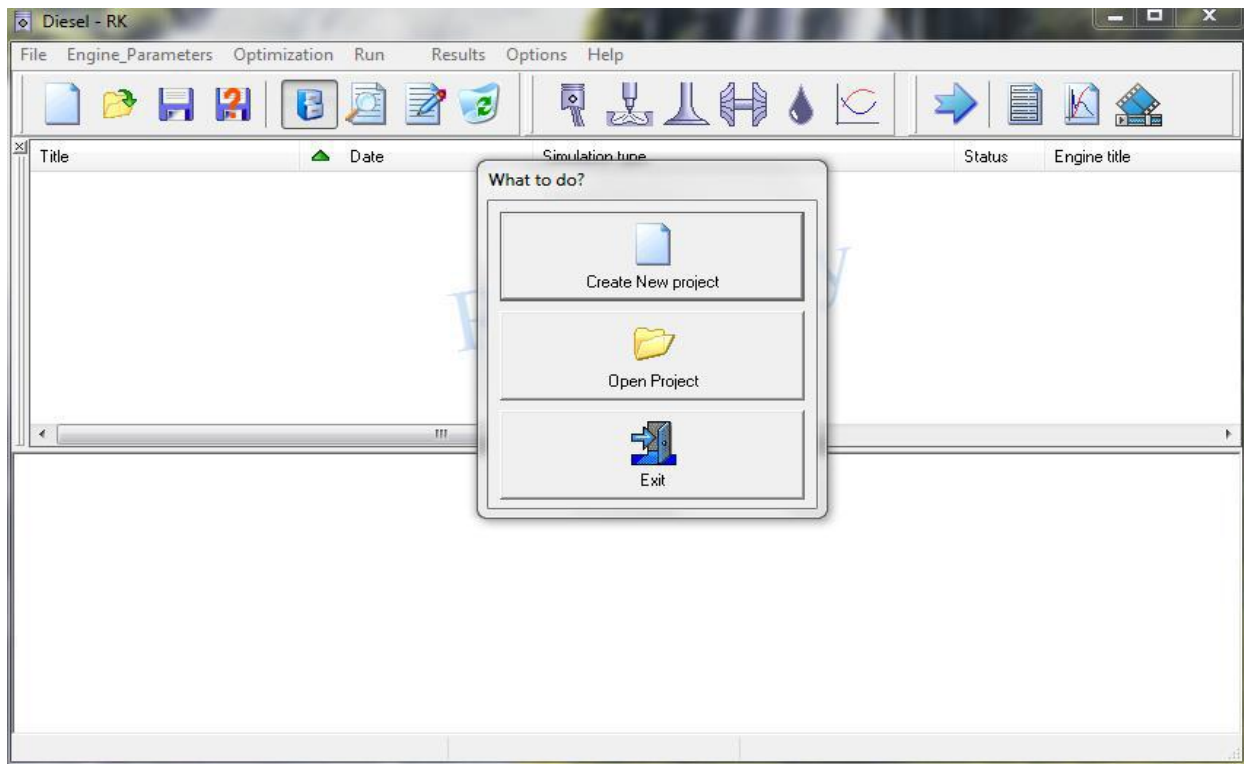 Diesel - RK
File Engine_Parameters Optimization Run Results Options Help
Title Date Simulation type Status Engine title
What to do?
Create New project
Open Project
Exit